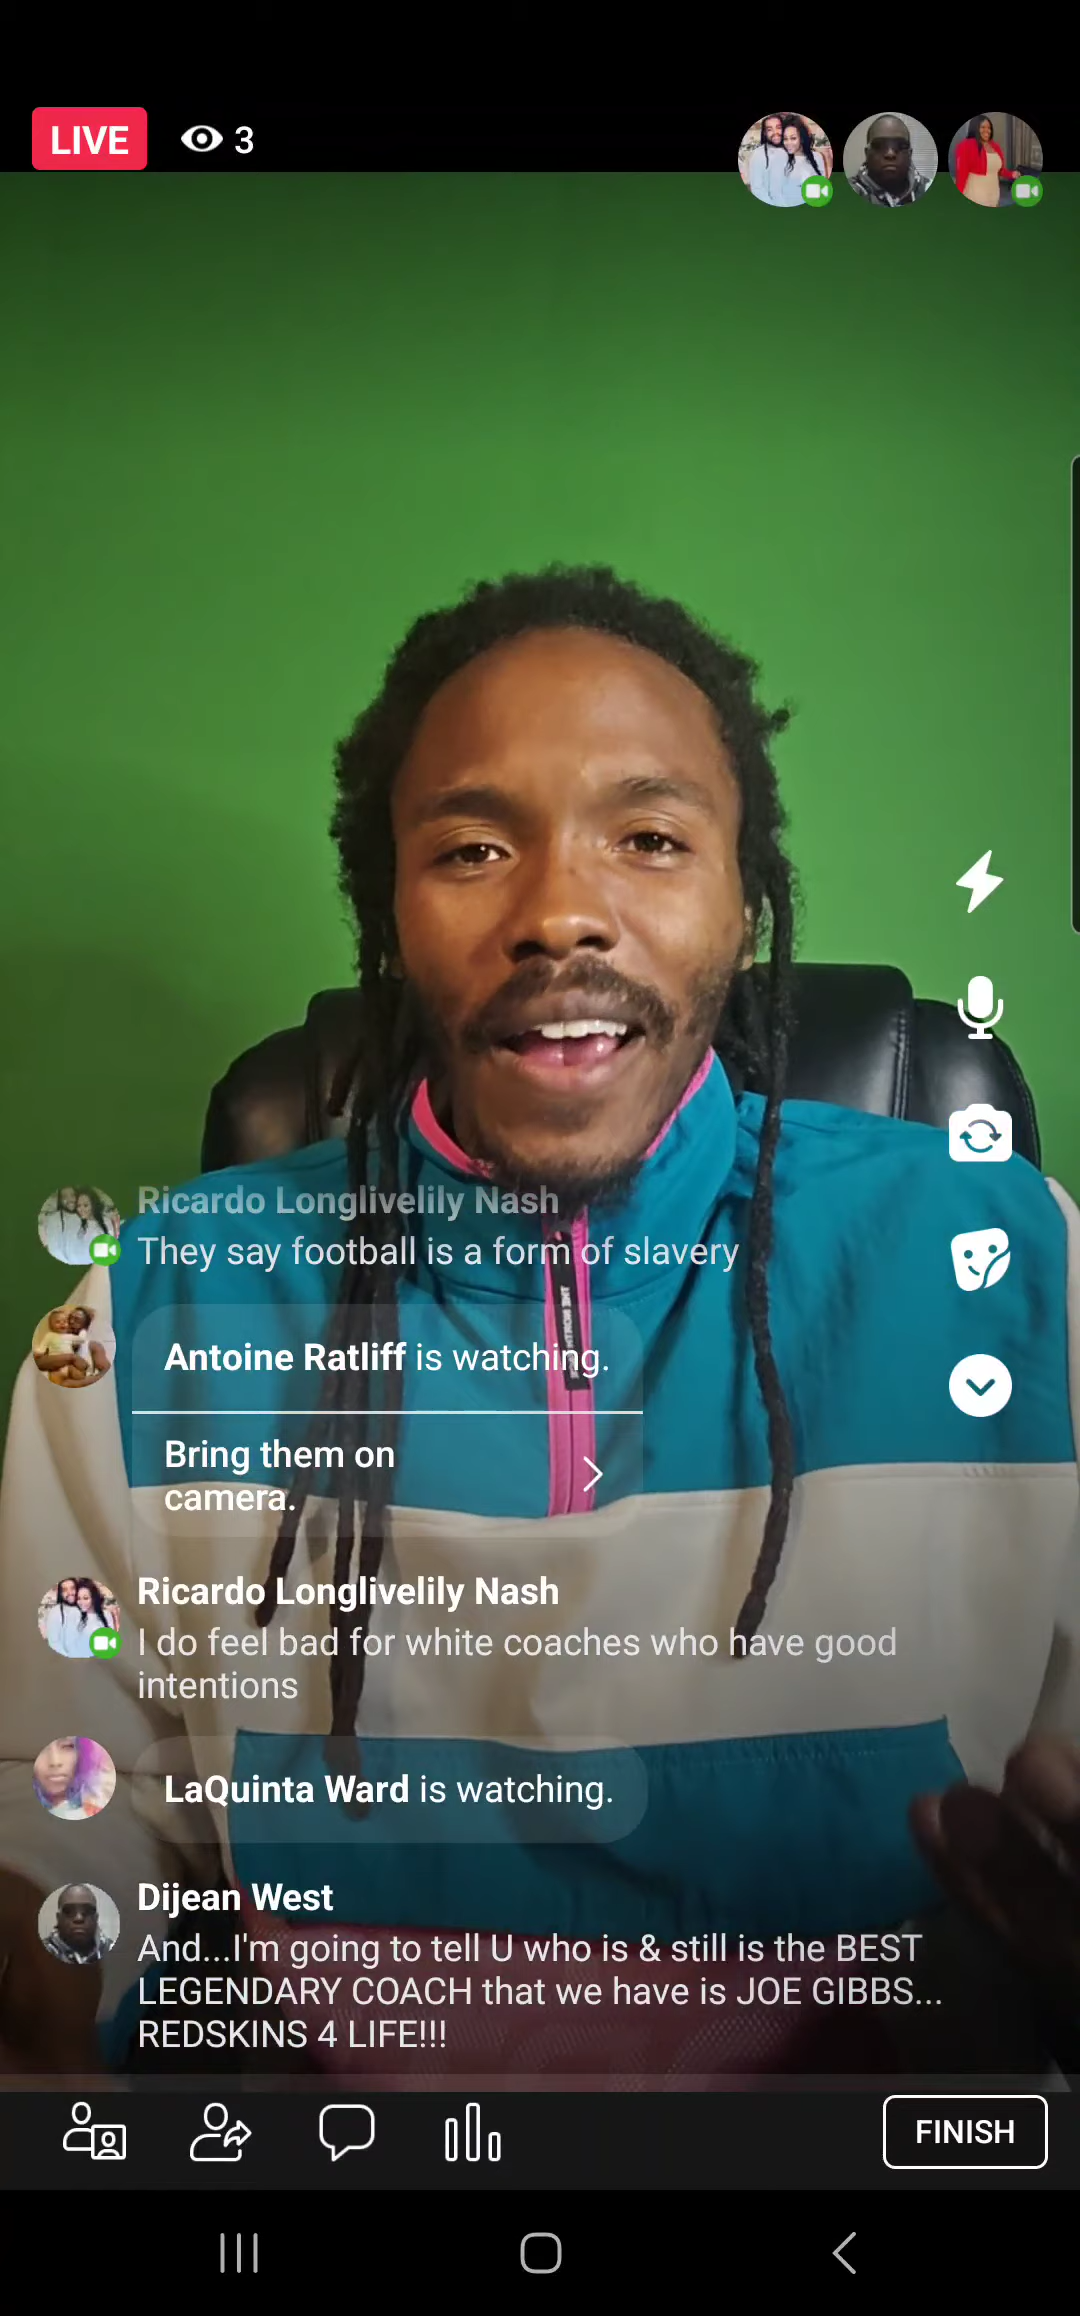 LIVE 3
Ricardo Longlivelily Nash
They say football is a form of slavery
Antoine Ratliff is watching.
Bring them on
camera.
Ricardo Longlivelily Nash
I do feel bad for white coaches who have good
intentions
LaQuinta Ward is watching.
Dijean West
And...I'm going to tell U who is & still is the BEST
LEGENDARY COACH that we have is JOE GIBBS...
REDSKINS 4 LIFE!!!
FINISH